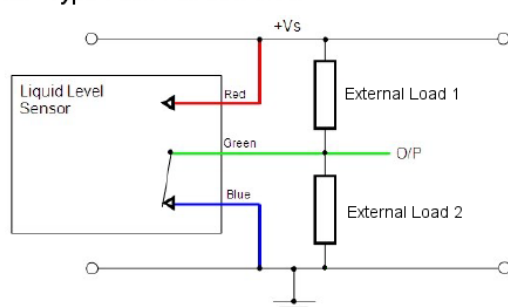 +Vs
Liquid Level
Sensor
Red
External Load 1
Green
O/P
Blue
External Load 2